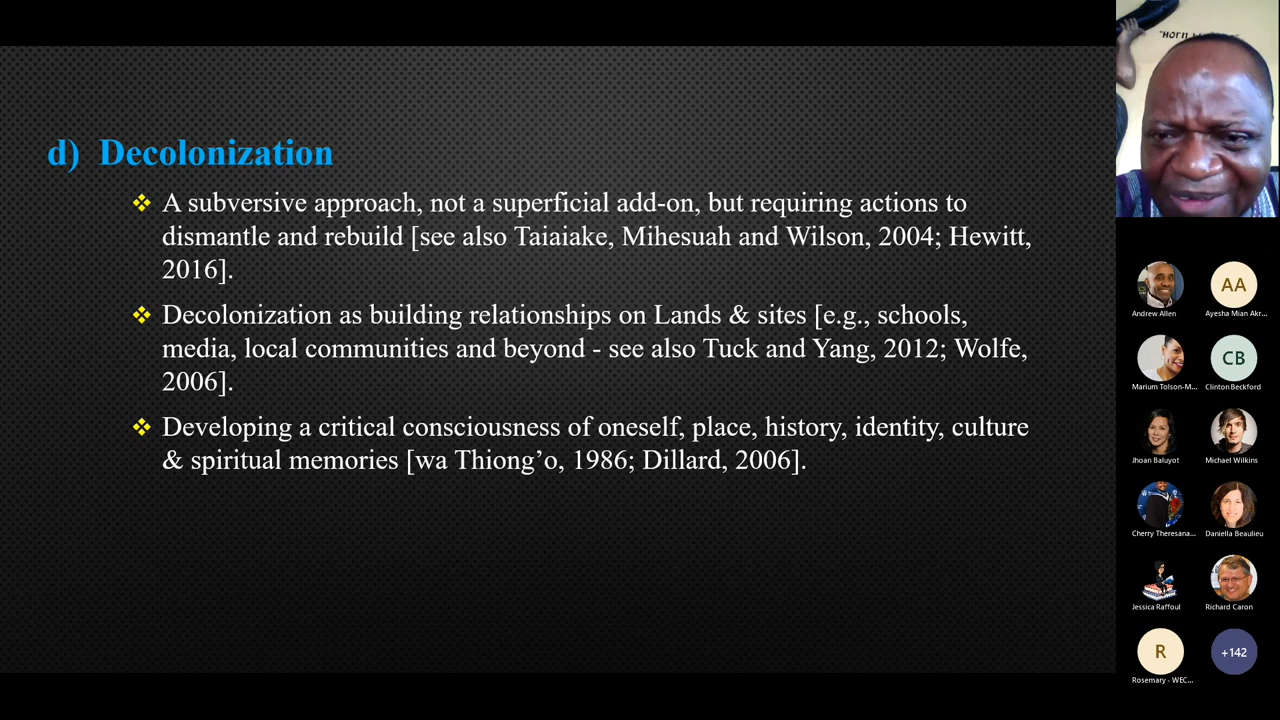 d) Decolonization
❖ A subversive approach, not a superficial add-on, but requiring actions to
dismantle and rebuild [see also Taiaiake, Mihesuah and Wilson, 2004; Hewitt,
2016].
❖ Decolonization as building relationships on Lands & sites [e.g., schools,
media, local communities and beyond - see also Tuck and Yang, 2012; Wolfe,
2006].
❖ Developing a critical consciousness of oneself, place, history, identity, culture
& spiritual memories [wa Thiong’o, 1986; Dillard, 2006].
Andrew Allen
AA
Ayesha Mian Akr...
Marium Tolson-M...
CB
Clinton Beckford
Jhoan Baluyot
Michael Wilkins
Cherry Theresana...
Daniella Beaulieu
Jessica Raffoul
Richard Caron
R
Rosemary - WEC...
+142